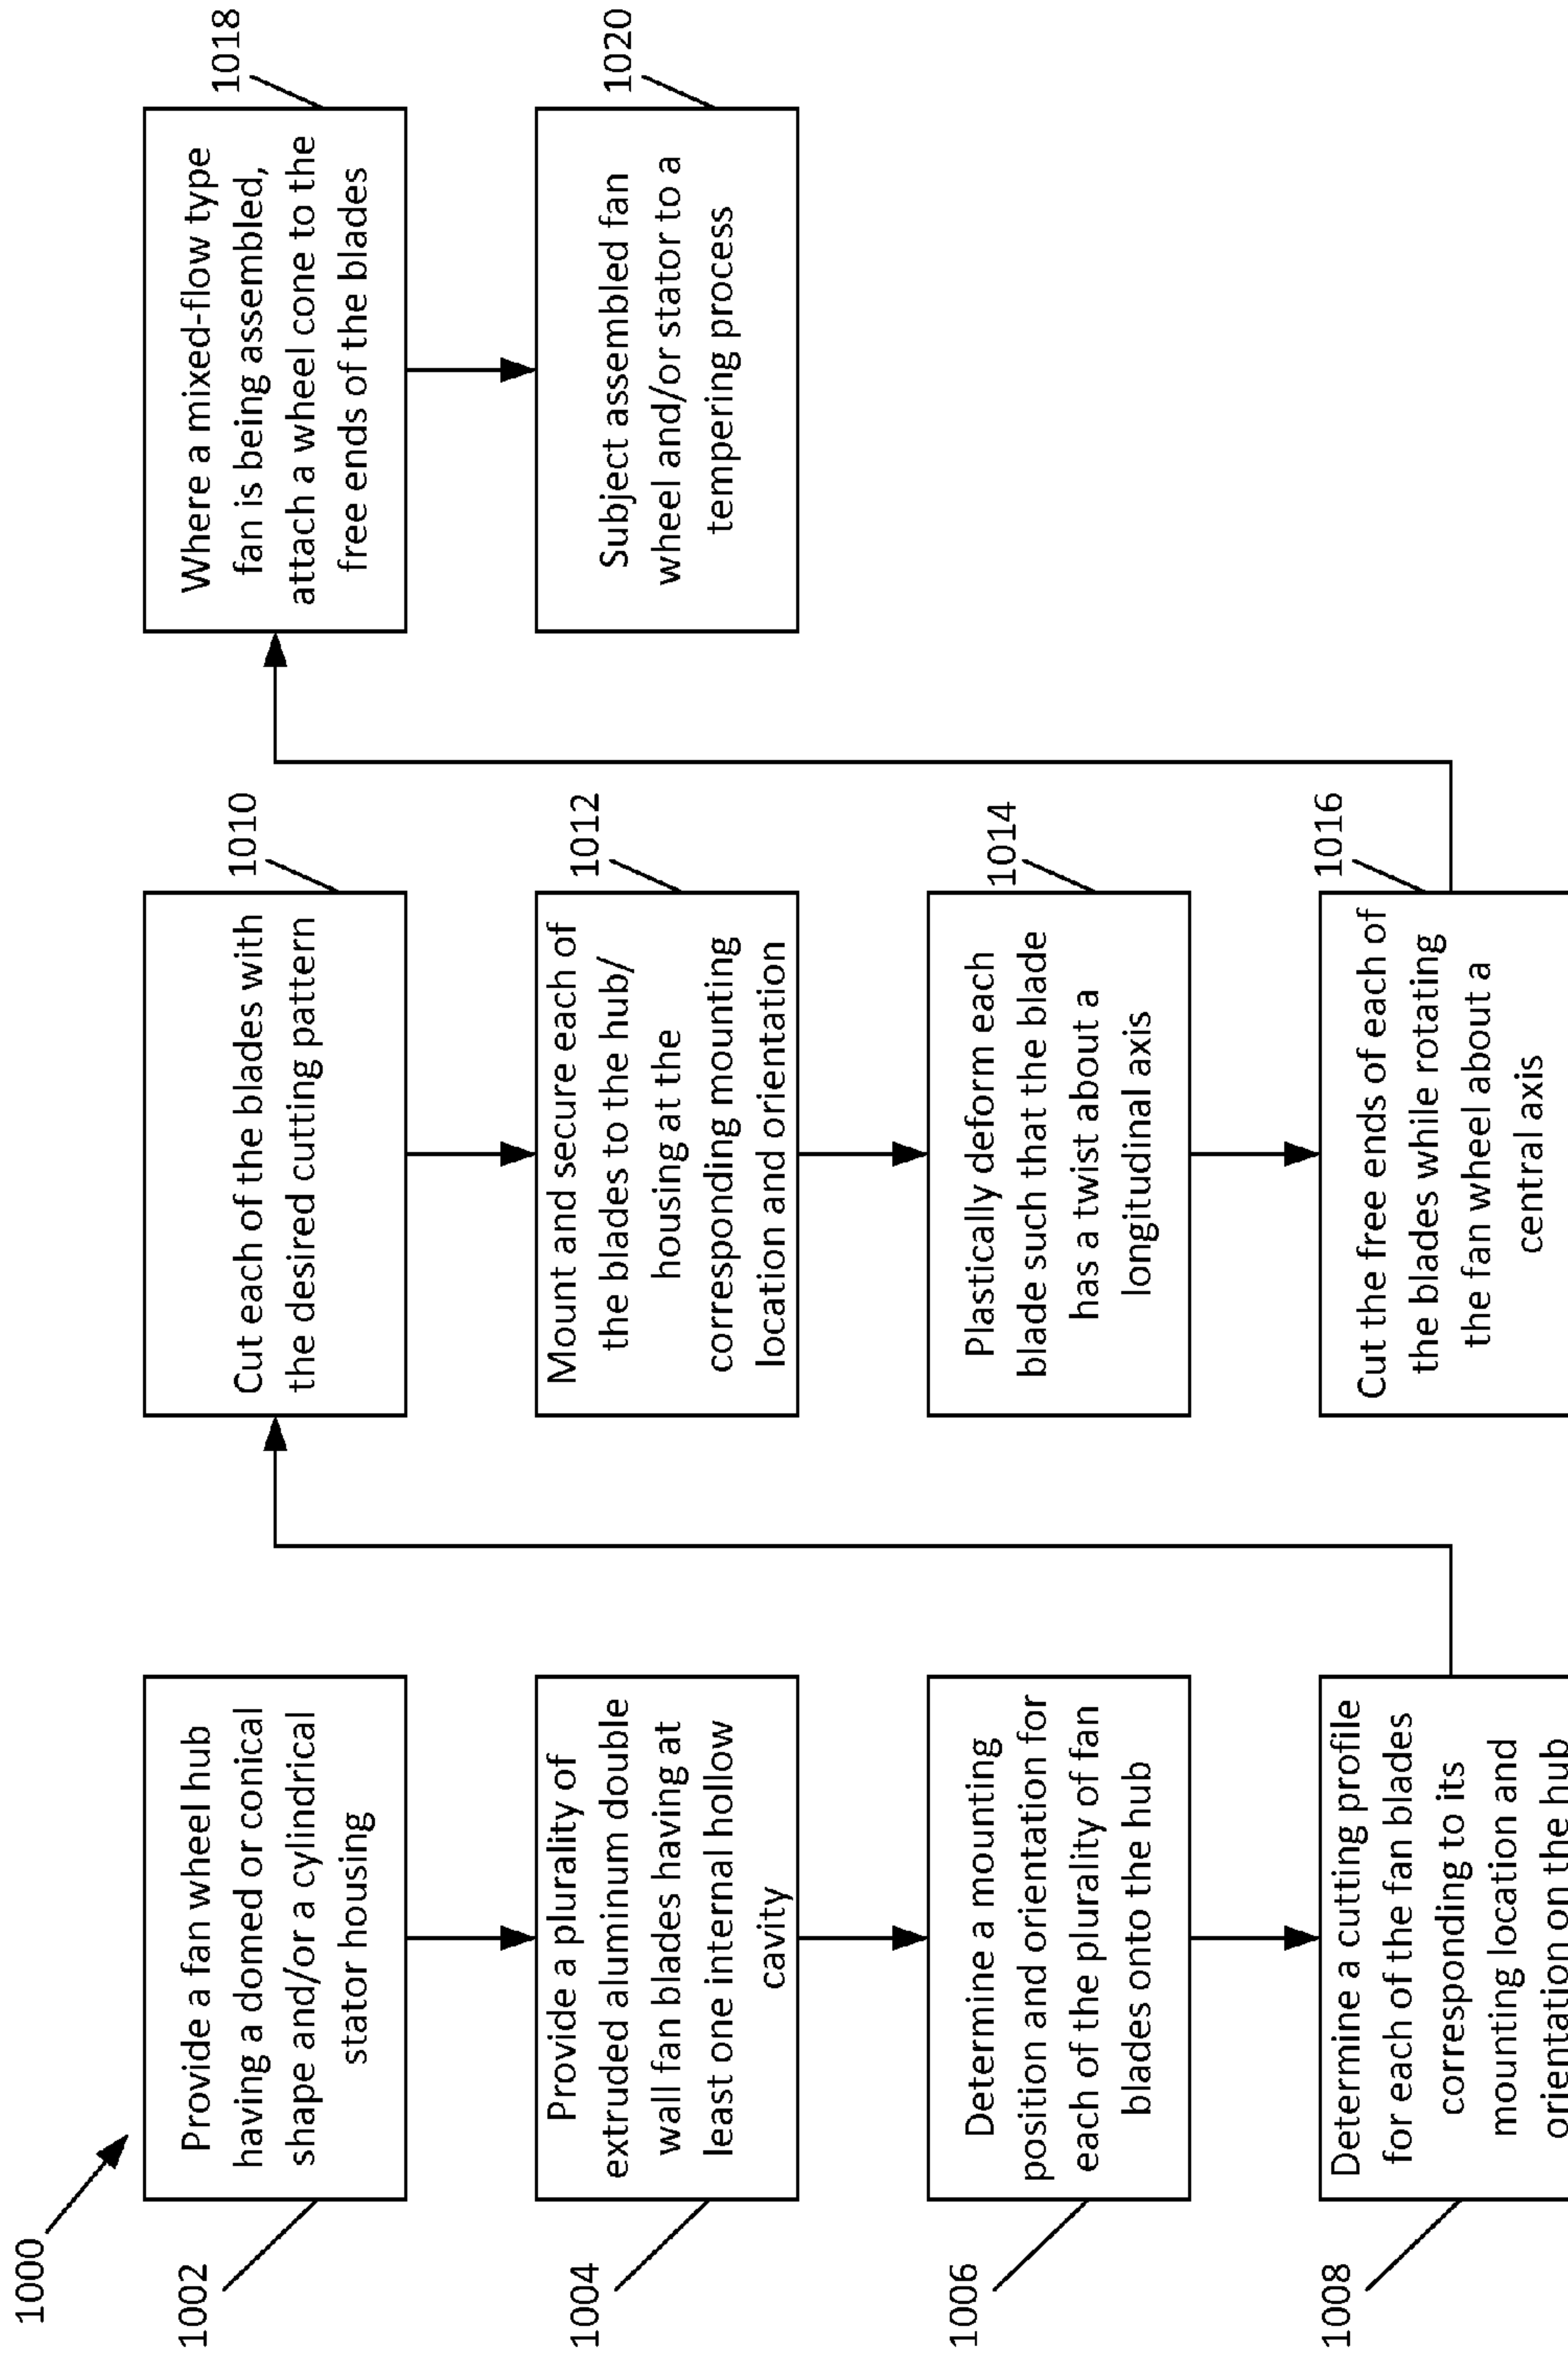 1000
1002
Provide a fan wheel hub
having a domed or conical
shape and/or a cylindrical
stator housing
1004
Provide a plurality of
extruded aluminum double
wall fan blades having at
least one internal hollow
cavity
1006
Determine a mounting
position and orientation for
each of the plurality of fan
blades onto the hub
1008
Determine a cutting profile
for each of the fan blades
corresponding to its
mounting location and
orientation on the hub
1010
Cut each of the blades with
the desired cutting pattern
1012
Mount and secure each of
the blades to the hub/
housing at the
corresponding mounting
location and orientation
1014
Plastically deform each
blade such that the blade
has a twist about a
longitudinal axis
1016
Cut the free ends of each of
the blades while rotating
the fan wheel about a
central axis
1018
Where a mixed-flow type
fan is being assembled,
attach a wheel cone to the
free ends of the blades
1020
Subject assembled fan
wheel and/or stator to a
tempering process